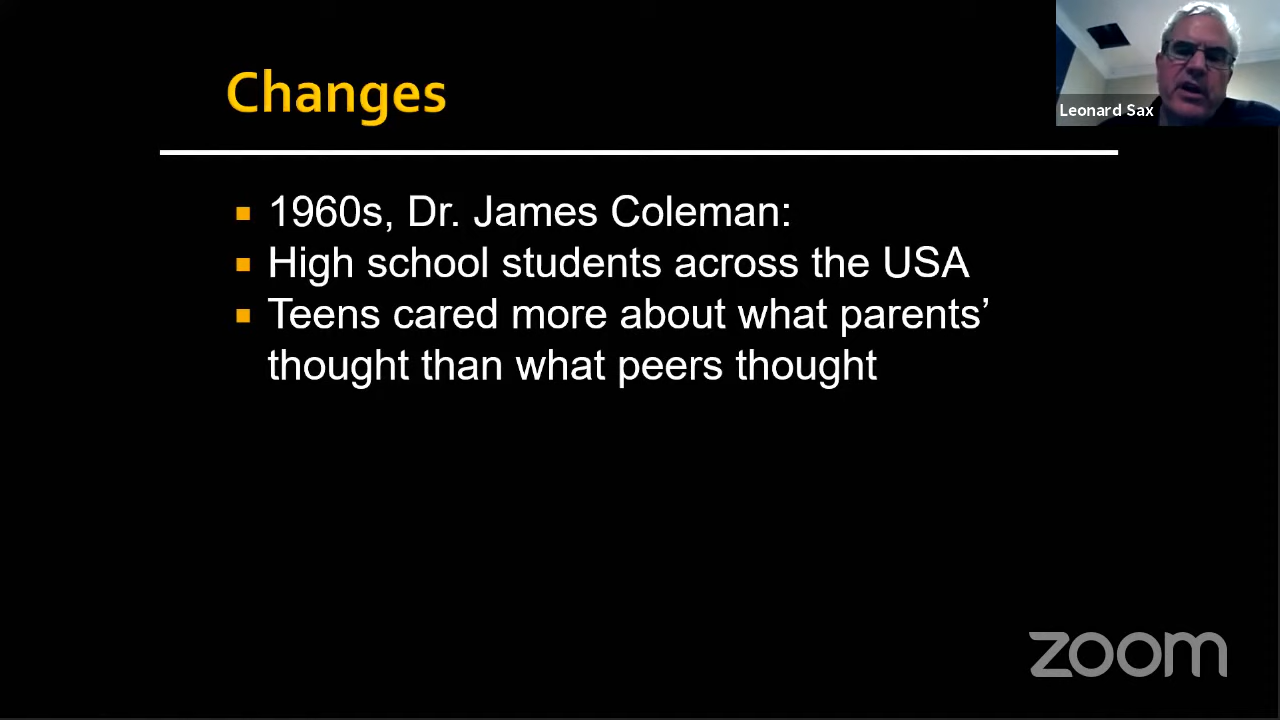 Changes
Leonard Sax
1960s, Dr. James Coleman:
High school students across the USA
Teens cared more about what parents’
thought than what peers thought
zoom